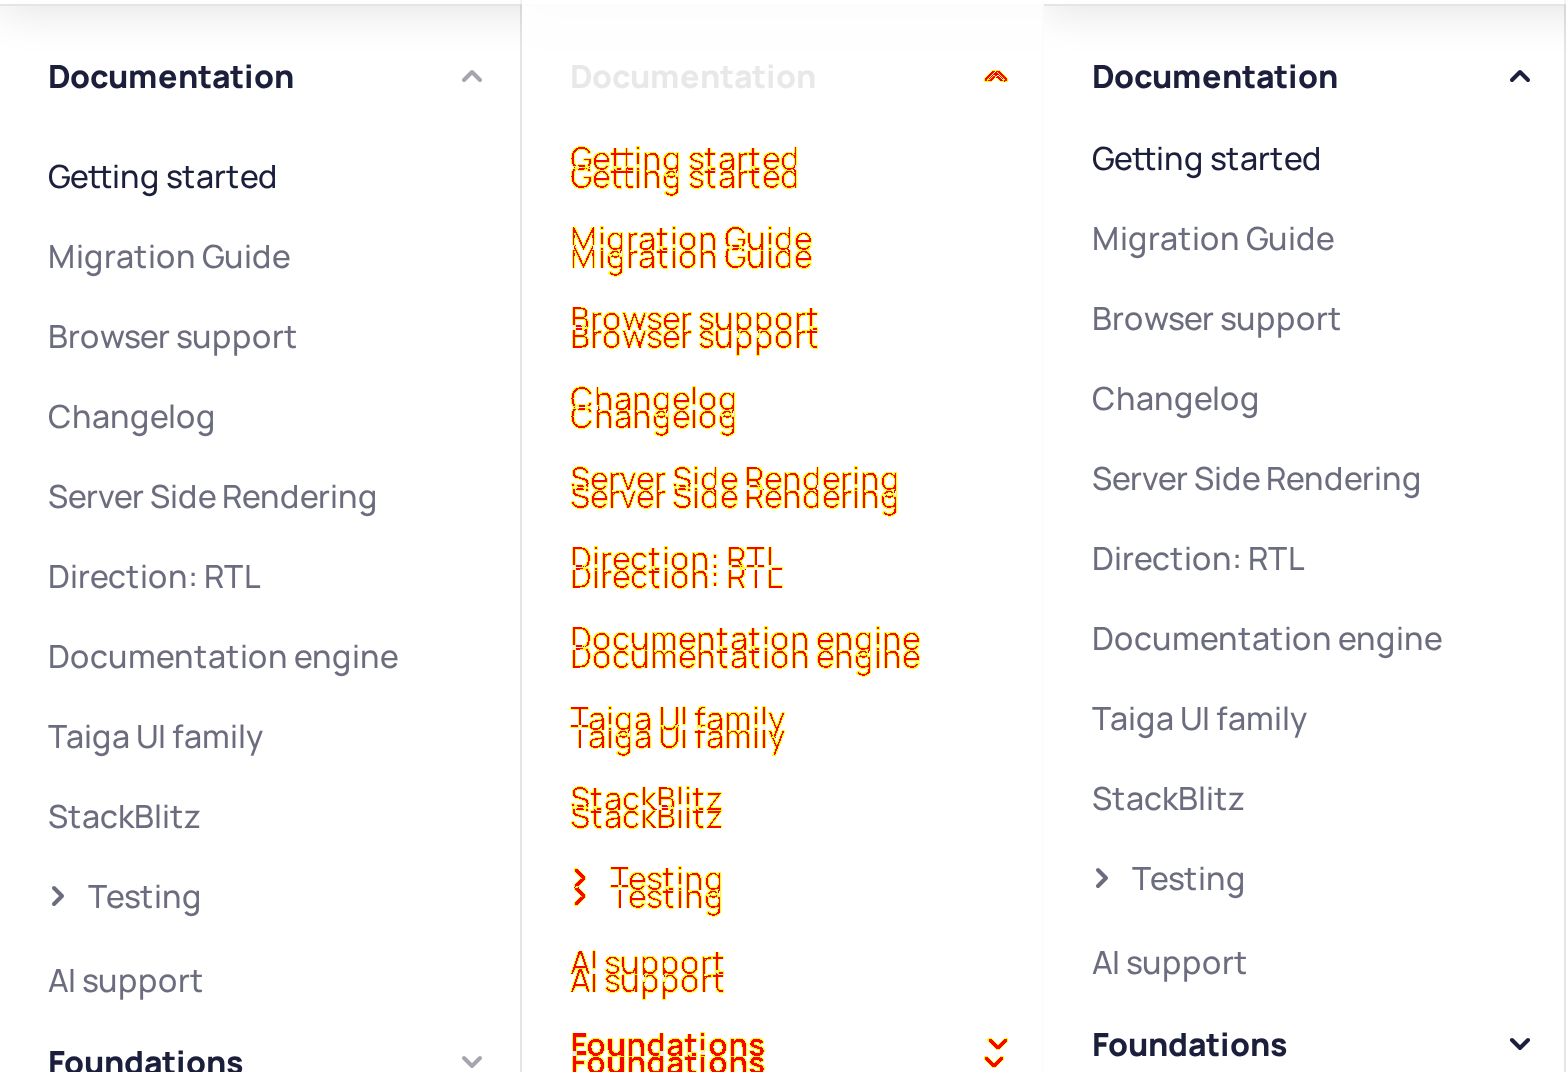 Documentation
Getting started
Migration Guide
Browser support
Changelog
Server Side Rendering
Direction: RTL
Documentation engine
Taiga UI family
StackBlitz
Testing
AI support
Foundations
Documentation
Getting started
Getting started
Migration Guide
Migration Guide
Browser support
Browser support
Changelog
Changelog
Server Side Rendering
Server Side Rendering
Direction: RTL
Direction: RTL
Documentation engine
Documentation engine
Taiga UI family
Taiga UI family
StackBlitz
StackBlitz
Testing
Testing
AI support
AI support
Foundations
Foundations
Documentation
Getting started
Migration Guide
Browser support
Changelog
Server Side Rendering
Direction: RTL
Documentation engine
Taiga UI family
StackBlitz
Testing
AI support
Foundations